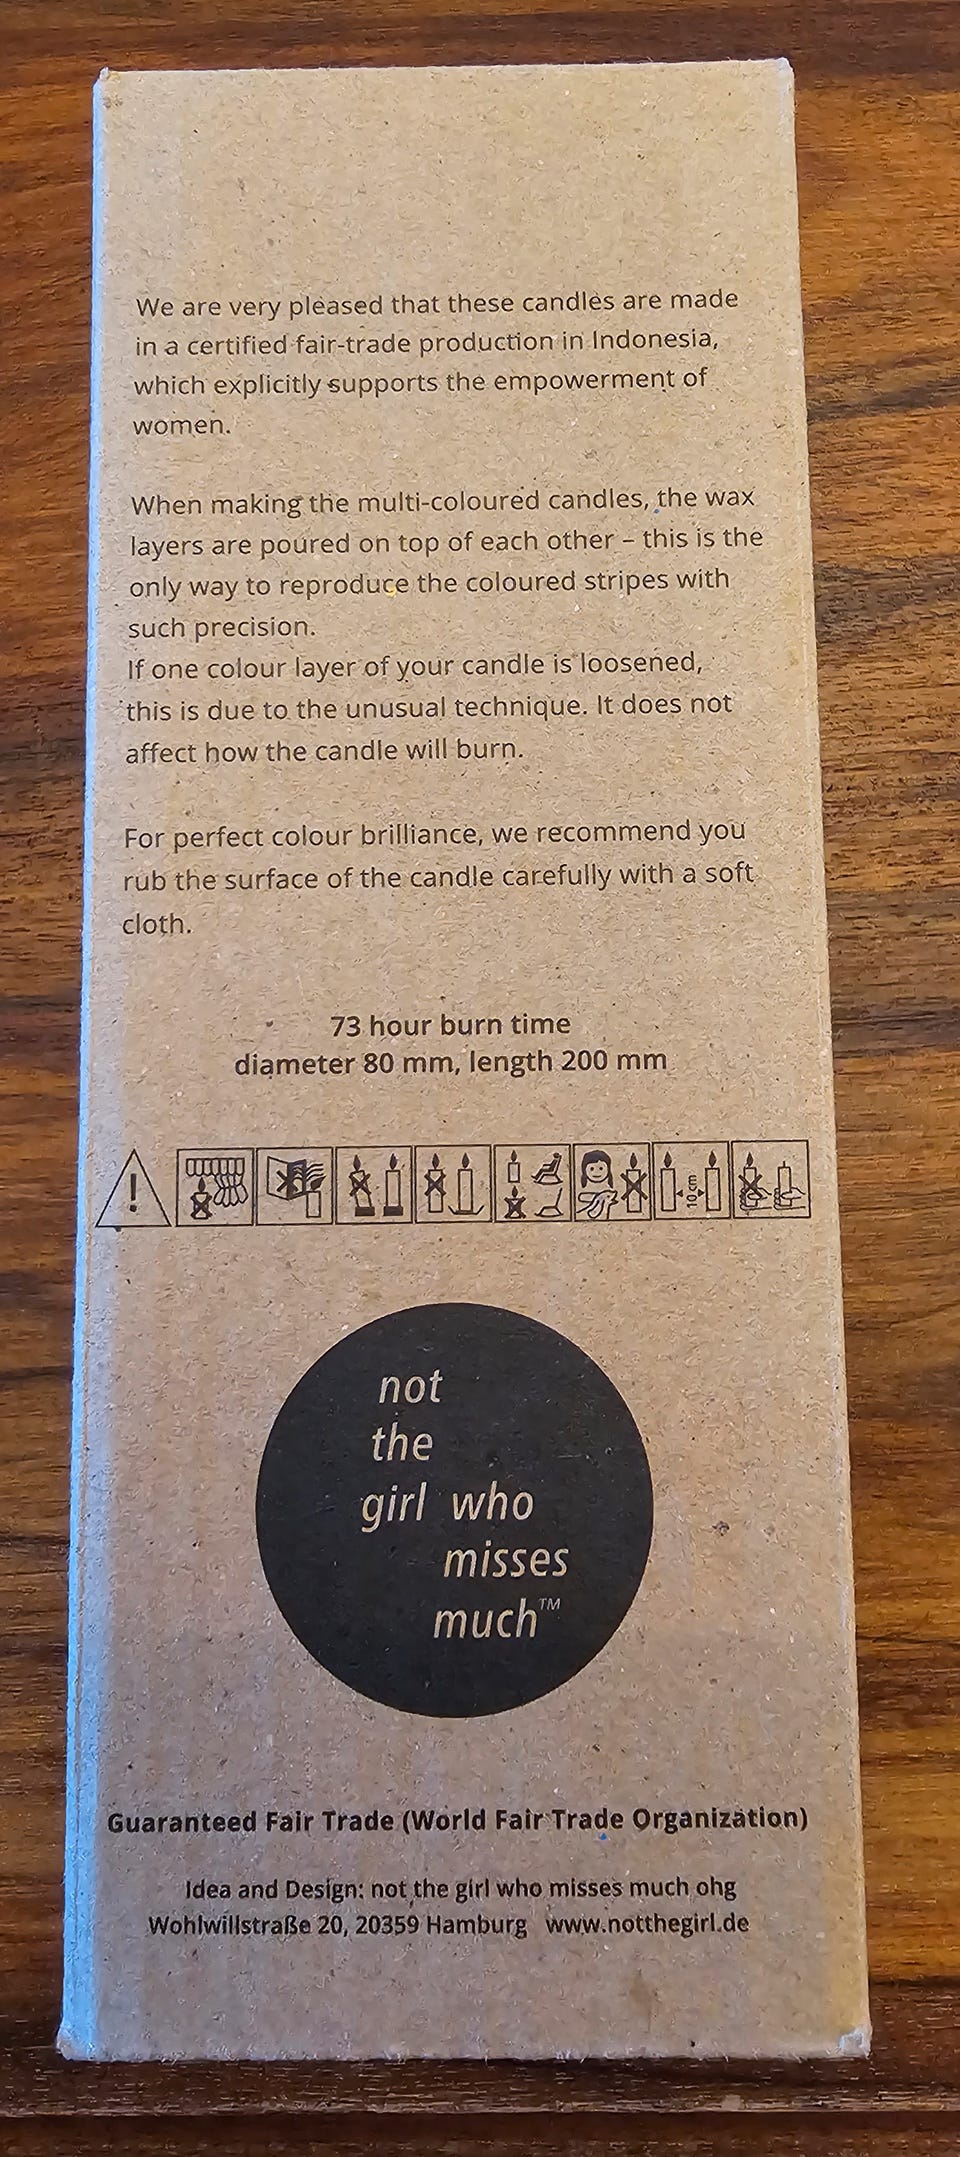 We are very pleased that these candles are made
in a certified fair-trade production in Indonesia,
which explicitly supports the empowerment of
women.
When making the multi-coloured candles, the wax
layers are poured on top of each other – this is the
only way to reproduce the coloured stripes with
such precision.
If one colour layer of your candle is loosened,
this is due to the unusual technique. It does not
affect how the candle will burn.
For perfect colour brilliance, we recommend you
rub the surface of the candle carefully with a soft
cloth.
73 hour burn time
diameter 80 mm, length 200 mm
!
10 cm
not
the
girl who
misses
much™
Guaranteed Fair Trade (World Fair Trade Organization)
Idea and Design: not the girl who misses much ohg
Wohlwillstraße 20, 20359 Hamburg www.notthegirl.de